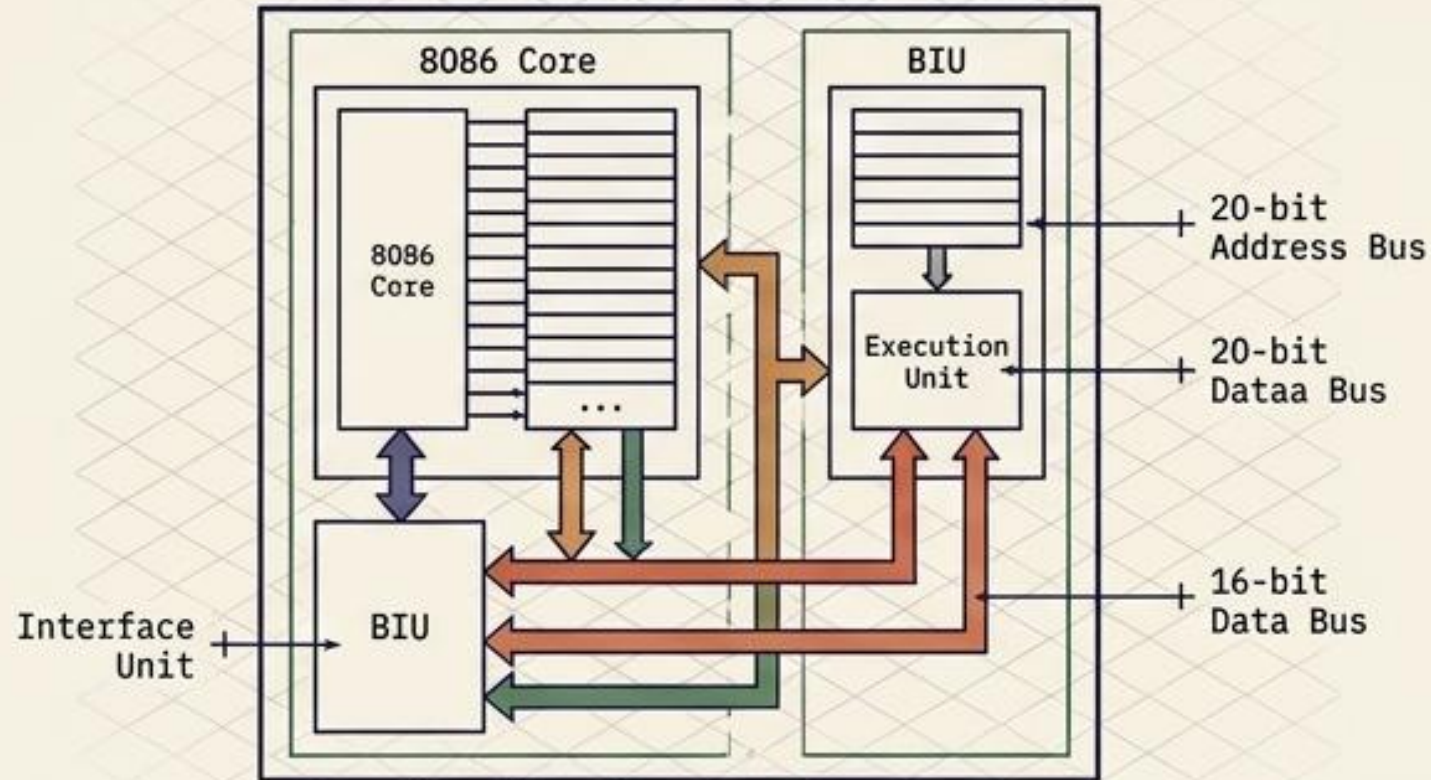 8086 Core
BIU
8086
Core
...
Execution
Unit
BIU
Interface
Unit
20-bit
Address Bus
20-bit
Dataa Bus
16-bit
Data Bus